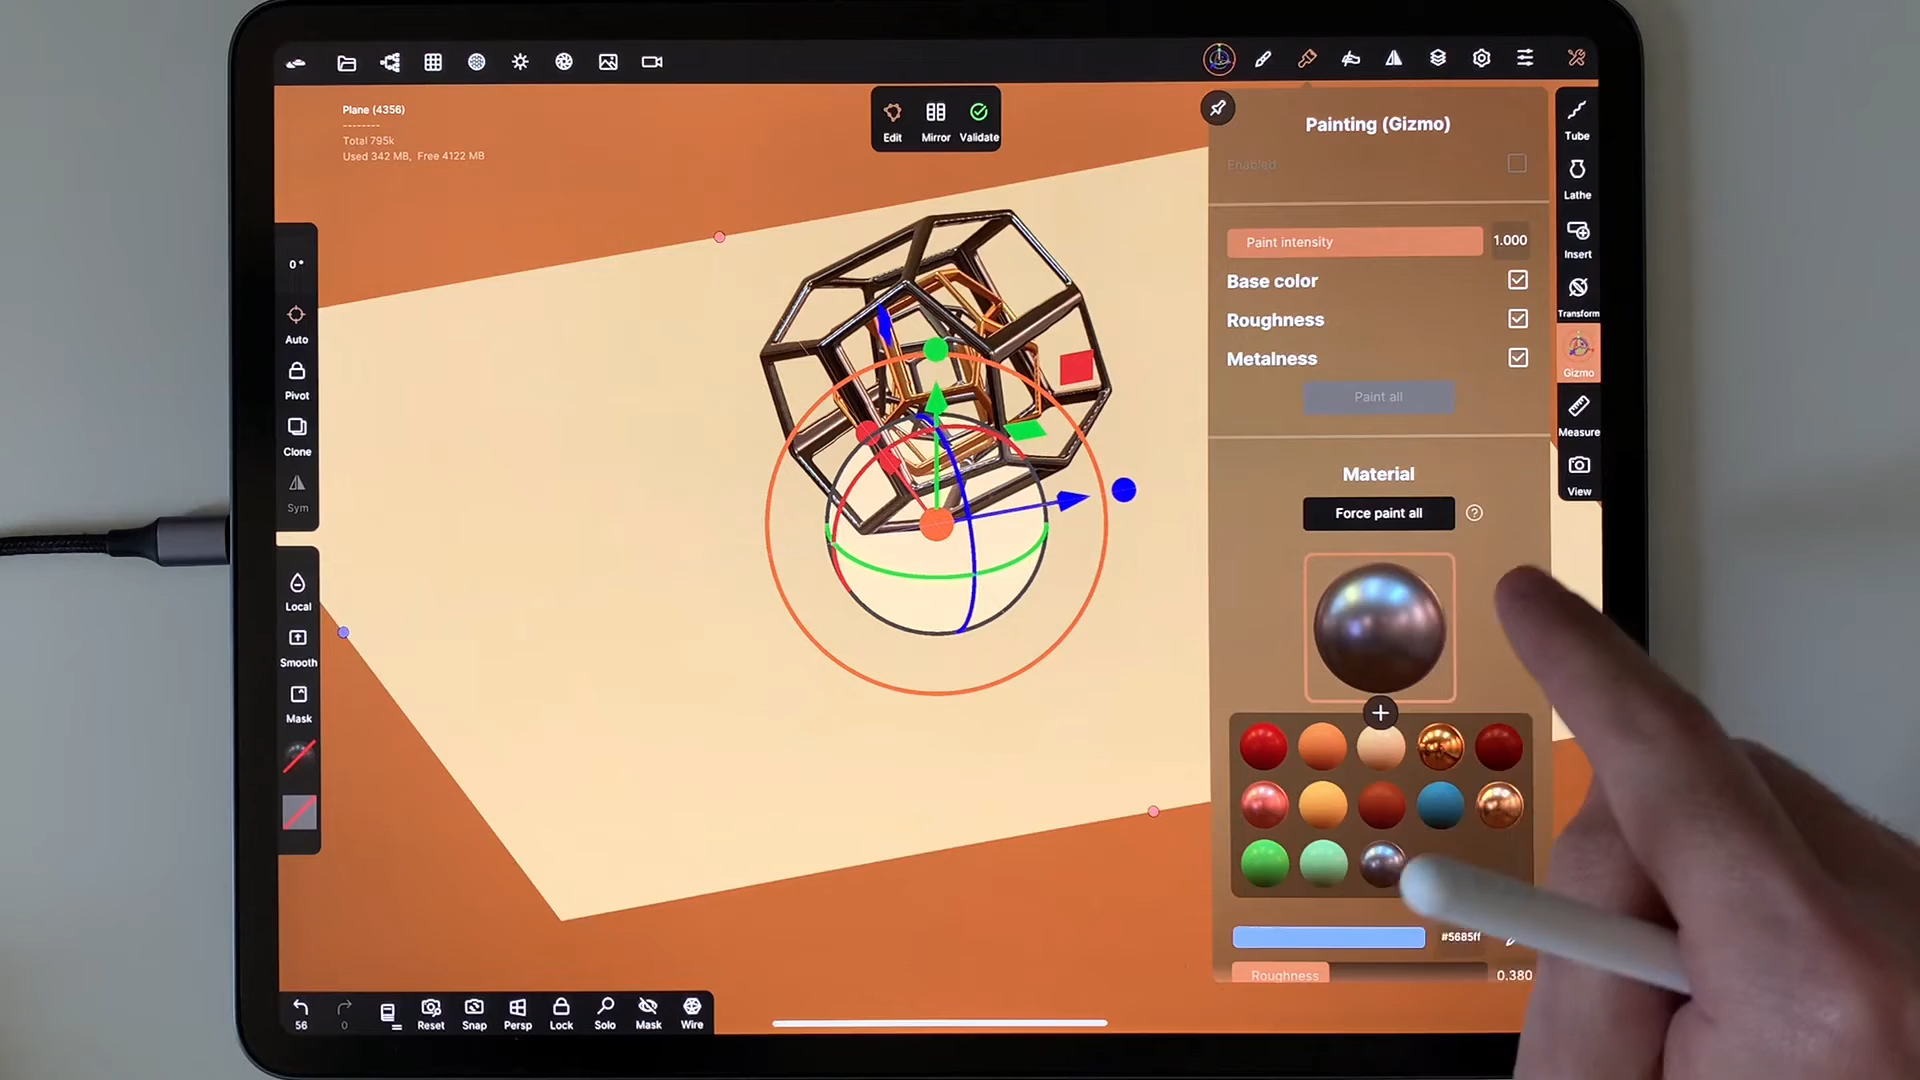 Plane (4356)
--------
Total 795k
Used 342 MB, Free 4122 MB
Edit
Mirror
Validate
Painting (Gizmo)
Enabled
Paint intensity
1.000
Base color
Roughness
Metalness
Paint all
Material
Force paint all
?
#5685ff
Roughness
0.380
Tube
Lathe
Insert
Transform
Gizmo
Measure
View
0°
Auto
Pivot
Clone
Sym
Local
Smooth
Mask
56
0
Reset
Snap
Persp
Lock
Solo
Mask
Wire